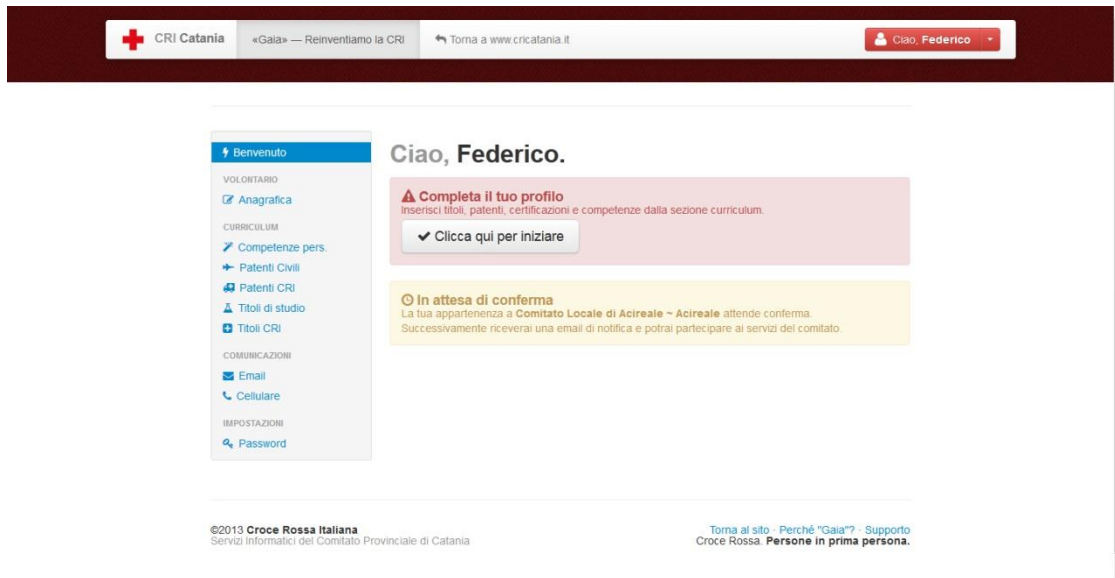 CRI Catania
«Gaia» — Reinventiamo la CRI
Torna a www.cricatania.it
Ciao, Federico
Benvenuto
VOLONTARIO
Anagrafica
CURRICULUM
Competenze pers.
Patenti Civili
Patenti CRI
Titoli di studio
Titoli CRI
COMUNICAZIONI
Email
Cellulare
IMPOSTAZIONI
Password
Ciao, Federico.
Completa il tuo profilo
Inserisci titoli, patenti, certificazioni e competenze dalla sezione curriculum.
Clicca qui per iniziare
In attesa di conferma
La tua appartenenza a Comitato Locale di Acireale ~ Acireale attende conferma.
Successivamente riceverai una email di notifica e potrai partecipare ai servizi del comitato.
©2013 Croce Rossa Italiana
Servizi Informatici del Comitato Provinciale di Catania
Torna al sito · Perché "Gaia"? · Supporto
Croce Rossa. Persone in prima persona.